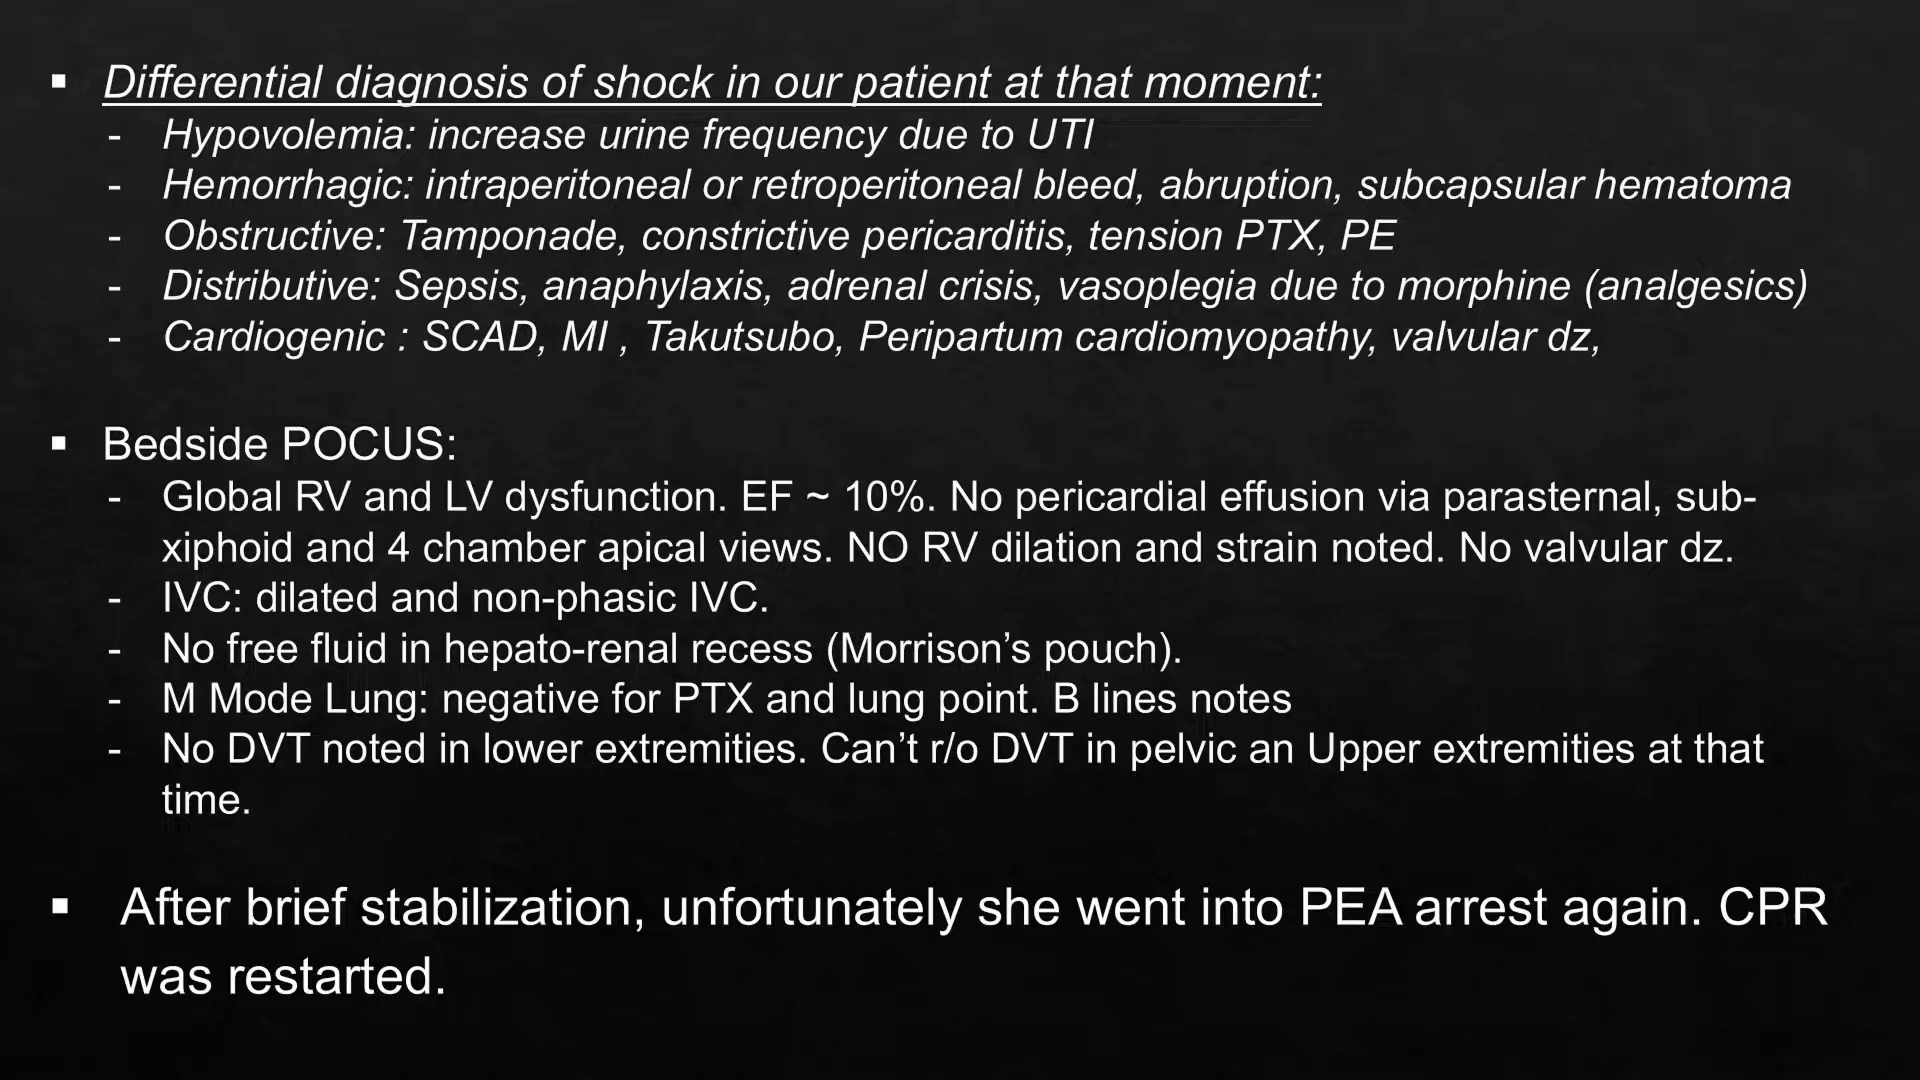 ▪ Differential diagnosis of shock in our patient at that moment:
- Hypovolemia: increase urine frequency due to UTI
- Hemorrhagic: intraperitoneal or retroperitoneal bleed, abruption, subcapsular hematoma
- Obstructive: Tamponade, constrictive pericarditis, tension PTX, PE
- Distributive: Sepsis, anaphylaxis, adrenal crisis, vasoplegia due to morphine (analgesics)
- Cardiogenic : SCAD, MI , Takutsubo, Peripartum cardiomyopathy, valvular dz,
▪ Bedside POCUS:
- Global RV and LV dysfunction. EF ~ 10%. No pericardial effusion via parasternal, sub-
xiphoid and 4 chamber apical views. NO RV dilation and strain noted. No valvular dz.
- IVC: dilated and non-phasic IVC.
- No free fluid in hepato-renal recess (Morrison’s pouch).
- M Mode Lung: negative for PTX and lung point. B lines notes
- No DVT noted in lower extremities. Can’t r/o DVT in pelvic an Upper extremities at that
time.
▪ After brief stabilization, unfortunately she went into PEA arrest again. CPR
was restarted.